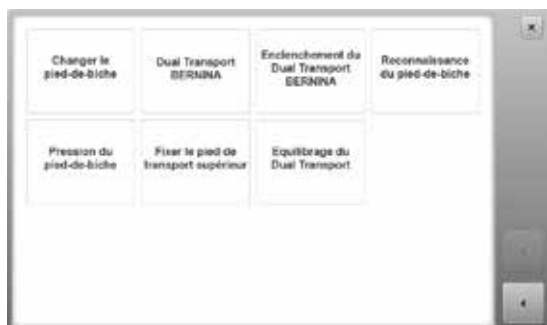 Changer le
pied-de-biche
Dual Transport
BERNINA
Enclenchement du
Dual Transport
BERNINA
Reconnaissance
du pied-de-biche
Pression du
pied-de-biche
Fixer le pied de
transport supérieur
Equilibrage du
Dual Transport